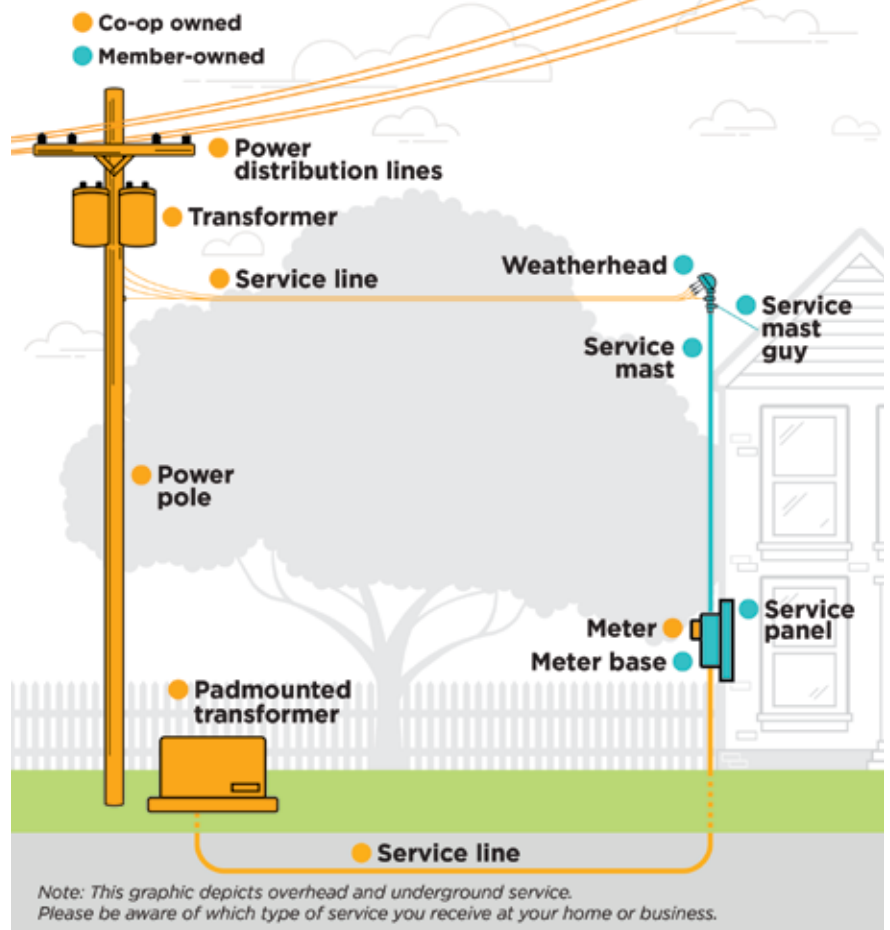 Co-op owned
Member-owned
Power
distribution lines
Transformer
Service line
Weatherhead
Service
mast
guy
Service
mast
Power
pole
Service
panel
Meter
Meter base
Padmounted
transformer
Service line
Note: This graphic depicts overhead and underground service.
Please be aware of which type of service you receive at your home or business.